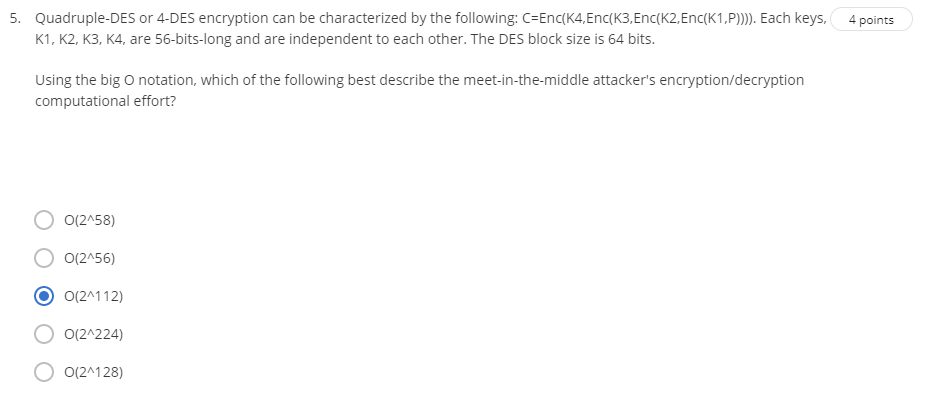 5. Quadruple-DES or 4-DES encryption can be characterized by the following: C=Enc(K4,Enc(K3,Enc(K2,Enc(K1,P)))). Each keys, 4 points
K1, K2, K3, K4, are 56-bits-long and are independent to each other. The DES block size is 64 bits.
Using the big O notation, which of the following best describe the meet-in-the-middle attacker's encryption/decryption
computational effort?
O(2^58)
O(2^56)
O(2^112)
O(2^224)
O(2^128)